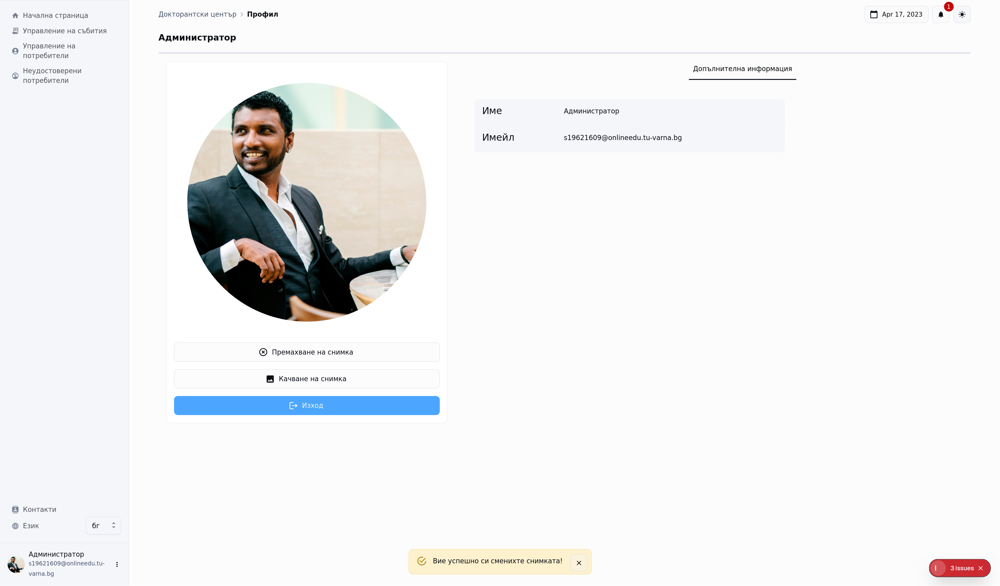 Начална страница
Управление на събития
Управление на
потребители
Неудостоверени
потребители
Контакти
Език
бг
Администратор
s19621609@onlineedu.tu-
varna.bg
Докторантски център
Профил
Apr 17, 2023
1
Администратор
Премахване на снимка
Качване на снимка
Изход
Допълнителна информация
Име
Администратор
Имейл
s19621609@onlineedu.tu-varna.bg
Вие успешно си сменихте снимката!
3 Issues